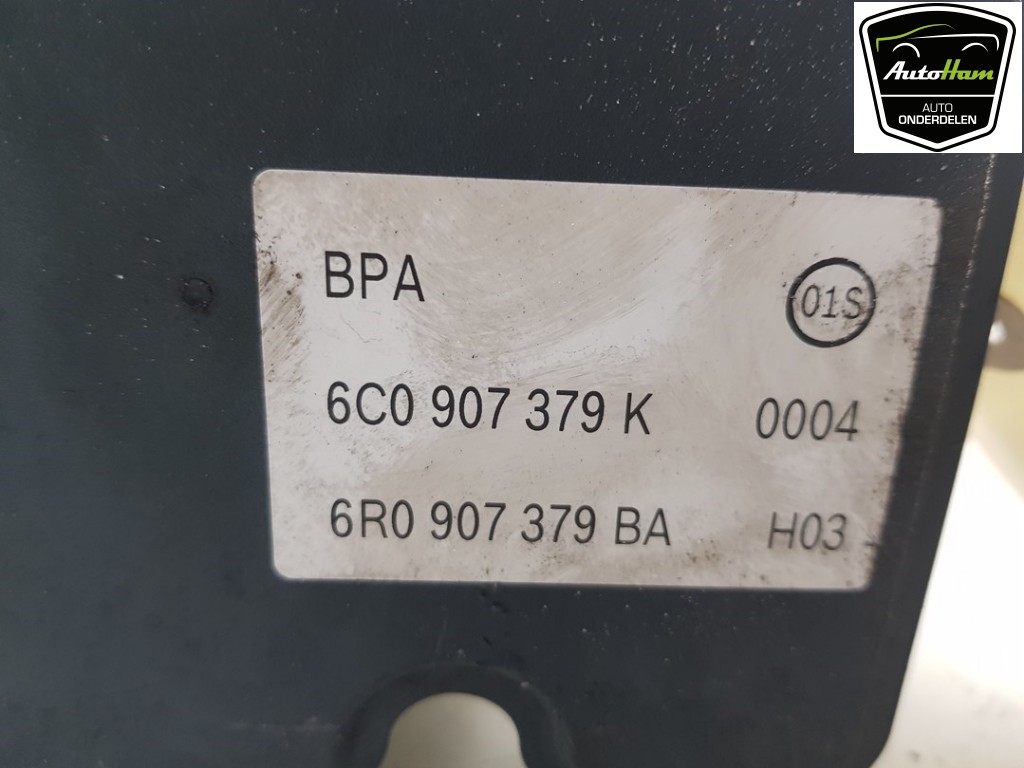 AutoHam
AUTO
ONDERDELEN
BPA 01S
6C0 907 379 K 0004
6R0 907 379 BA H03